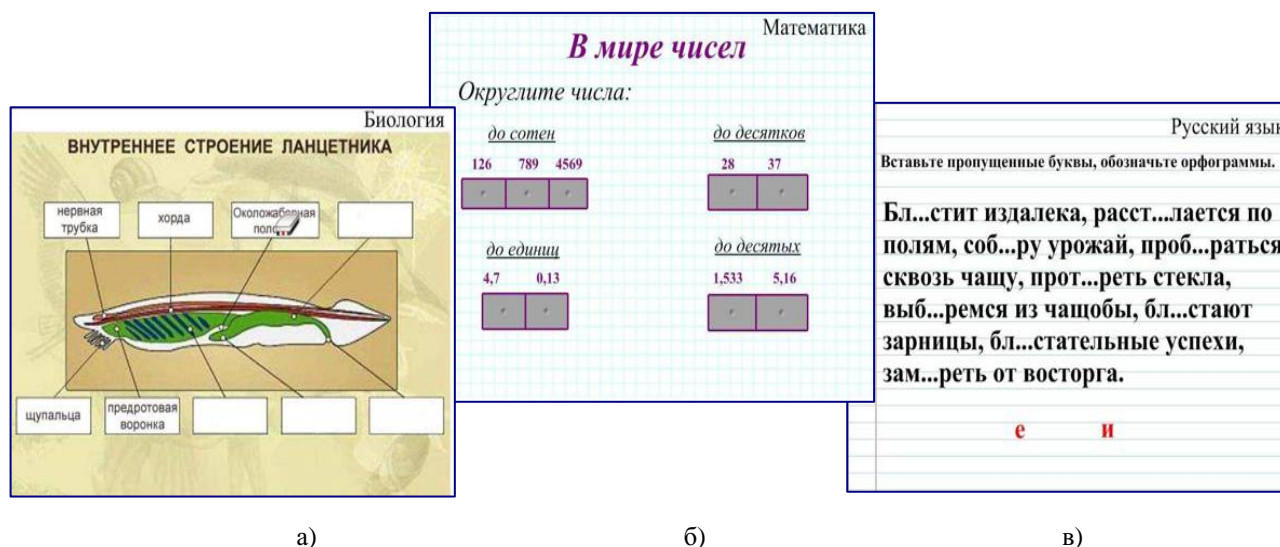 Биология
ВНУТРЕННЕЕ СТРОЕНИЕ ЛАНЦЕТНИКА
нервная
трубка
хорда
Околожаберная
щупальца
предротовая
воронка
Математика
В мире чисел
Округлите числа:
до сотен
до десятков
126 789 4569
28 37
до единиц
до десятых
4,7 0,13
1,533 5,16
Русский язык
Вставьте пропущенные буквы, обозначьте орфограммы.
Бл...стит издалека, расст...лается по
полям, соб...ру урожай, проб...раться
сквозь чащу, прот...реть стекла,
выб...ремся из чащобы, бл...стают
зарницы, бл...стательные успехи,
зам...реть от восторга.
е и
а) б) в)